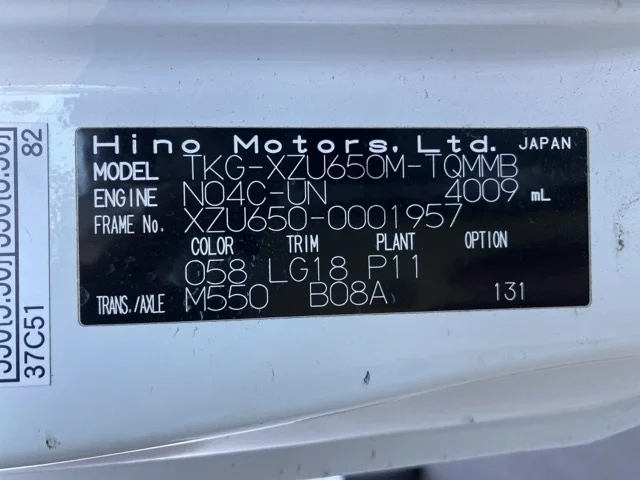 Hino Motors, Ltd. JAPAN
MODEL TKG-XZU650M-TQMMB
ENGINE N04C-UN 4009 mL
FRAME No. XZU650-0001957
COLOR TRIM PLANT OPTION
058 LG18 P11
TRANS./AXLE M550 B08A 131
37C51 82